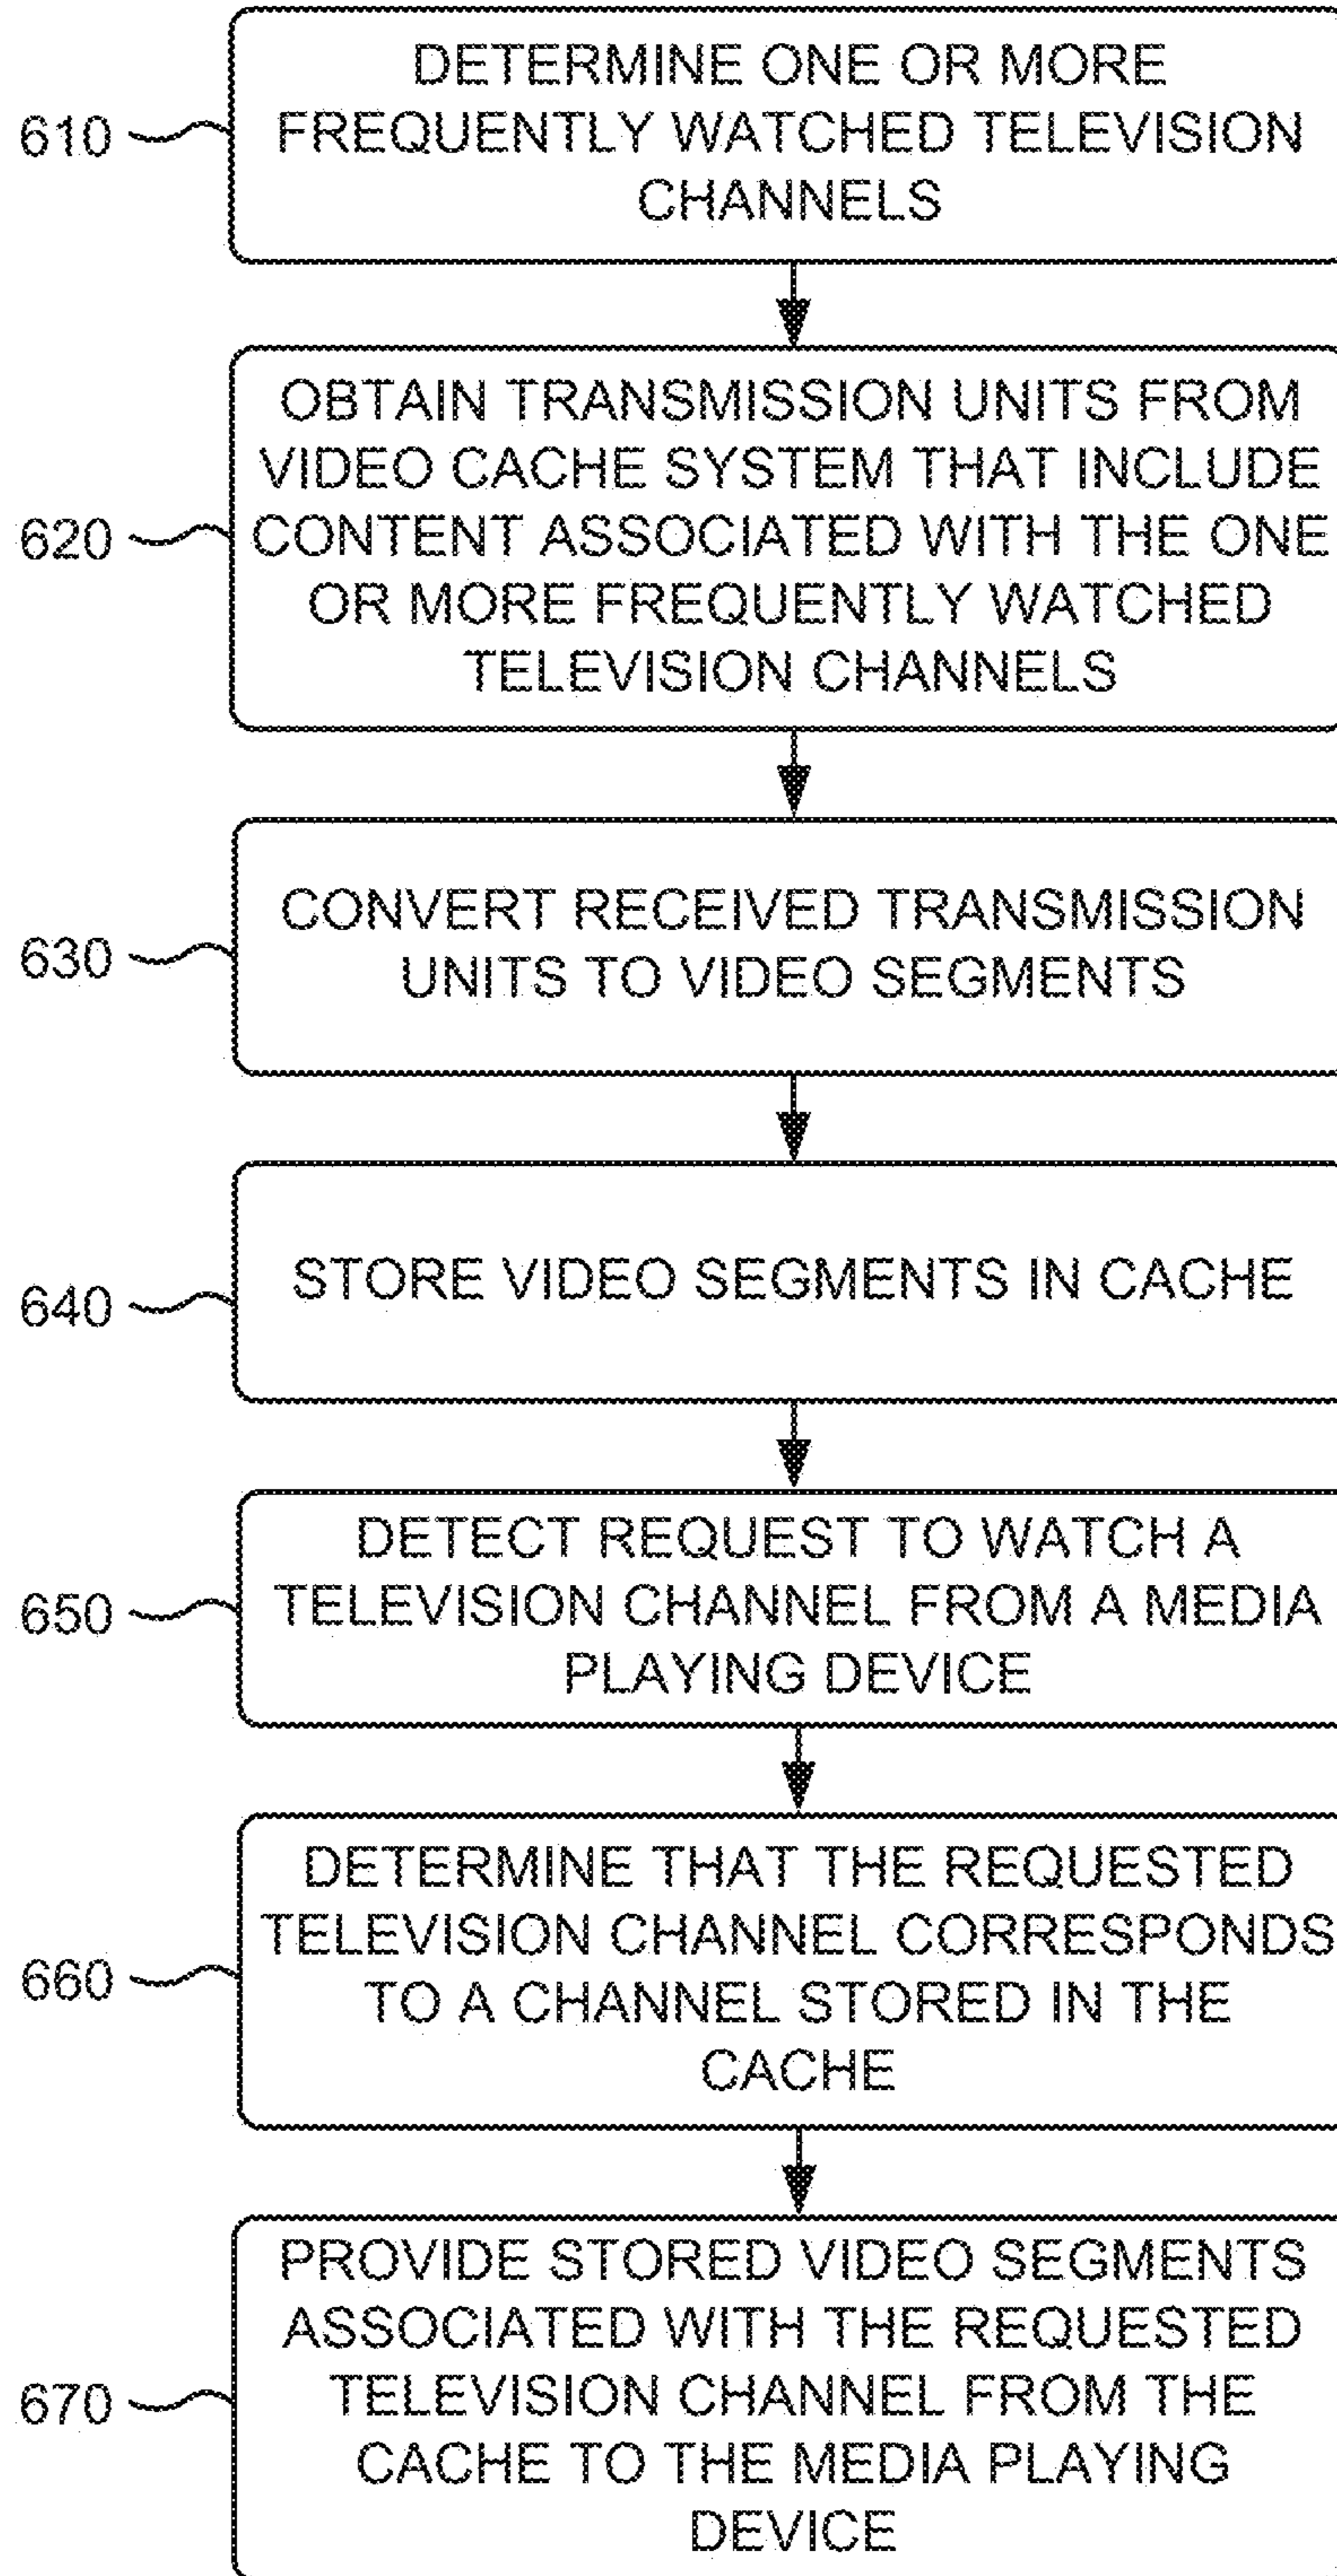 DETERMINE ONE OR MORE
FREQUENTLY WATCHED TELEVISION
CHANNELS
610
OBTAIN TRANSMISSION UNITS FROM
VIDEO CACHE SYSTEM THAT INCLUDE
CONTENT ASSOCIATED WITH THE ONE
OR MORE FREQUENTLY WATCHED
TELEVISION CHANNELS
620
CONVERT RECEIVED TRANSMISSION
UNITS TO VIDEO SEGMENTS
630
STORE VIDEO SEGMENTS IN CACHE
640
DETECT REQUEST TO WATCH A
TELEVISION CHANNEL FROM A MEDIA
PLAYING DEVICE
650
DETERMINE THAT THE REQUESTED
TELEVISION CHANNEL CORRESPONDS
TO A CHANNEL STORED IN THE
CACHE
660
PROVIDE STORED VIDEO SEGMENTS
ASSOCIATED WITH THE REQUESTED
TELEVISION CHANNEL FROM THE
CACHE TO THE MEDIA PLAYING
DEVICE
670